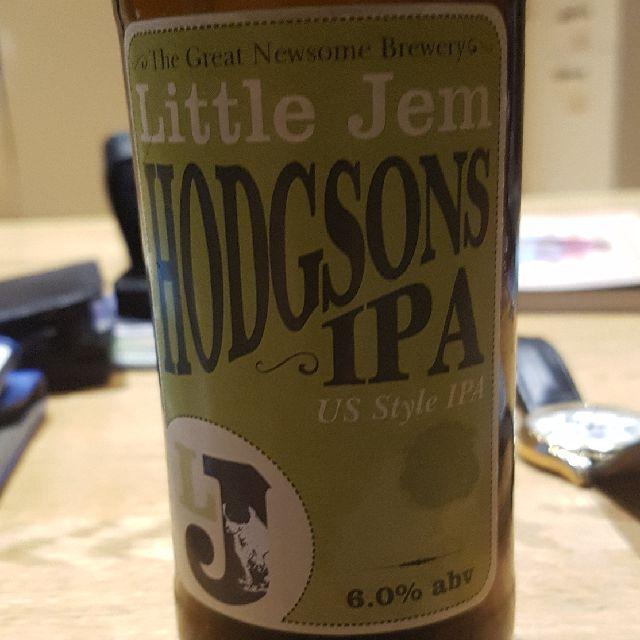 The Great Newsome Brewery
Little Jem
HODGSONS
IPA
US Style IPA
LJ
6.0% abv